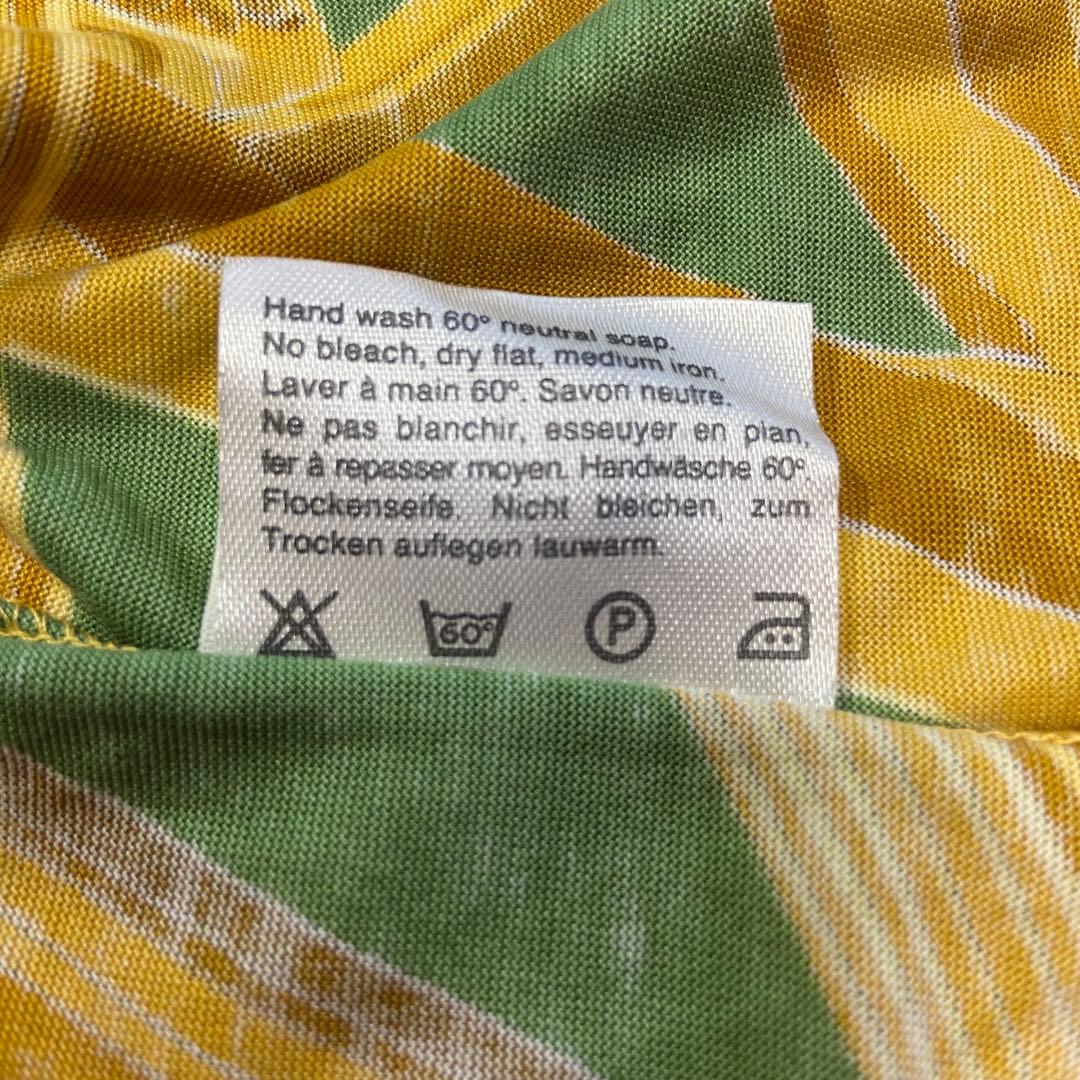 Hand wash 60° neutral soap.
No bleach, dry flat, medium iron.
Laver à main 60°. Savon neutre.
Ne pas blanchir, esseuyer en plan,
fer à repasser moyen. Handwäsche 60°.
Flockenseife. Nicht bleichen, zum
Trocken auflegen lauwarm.
60° P